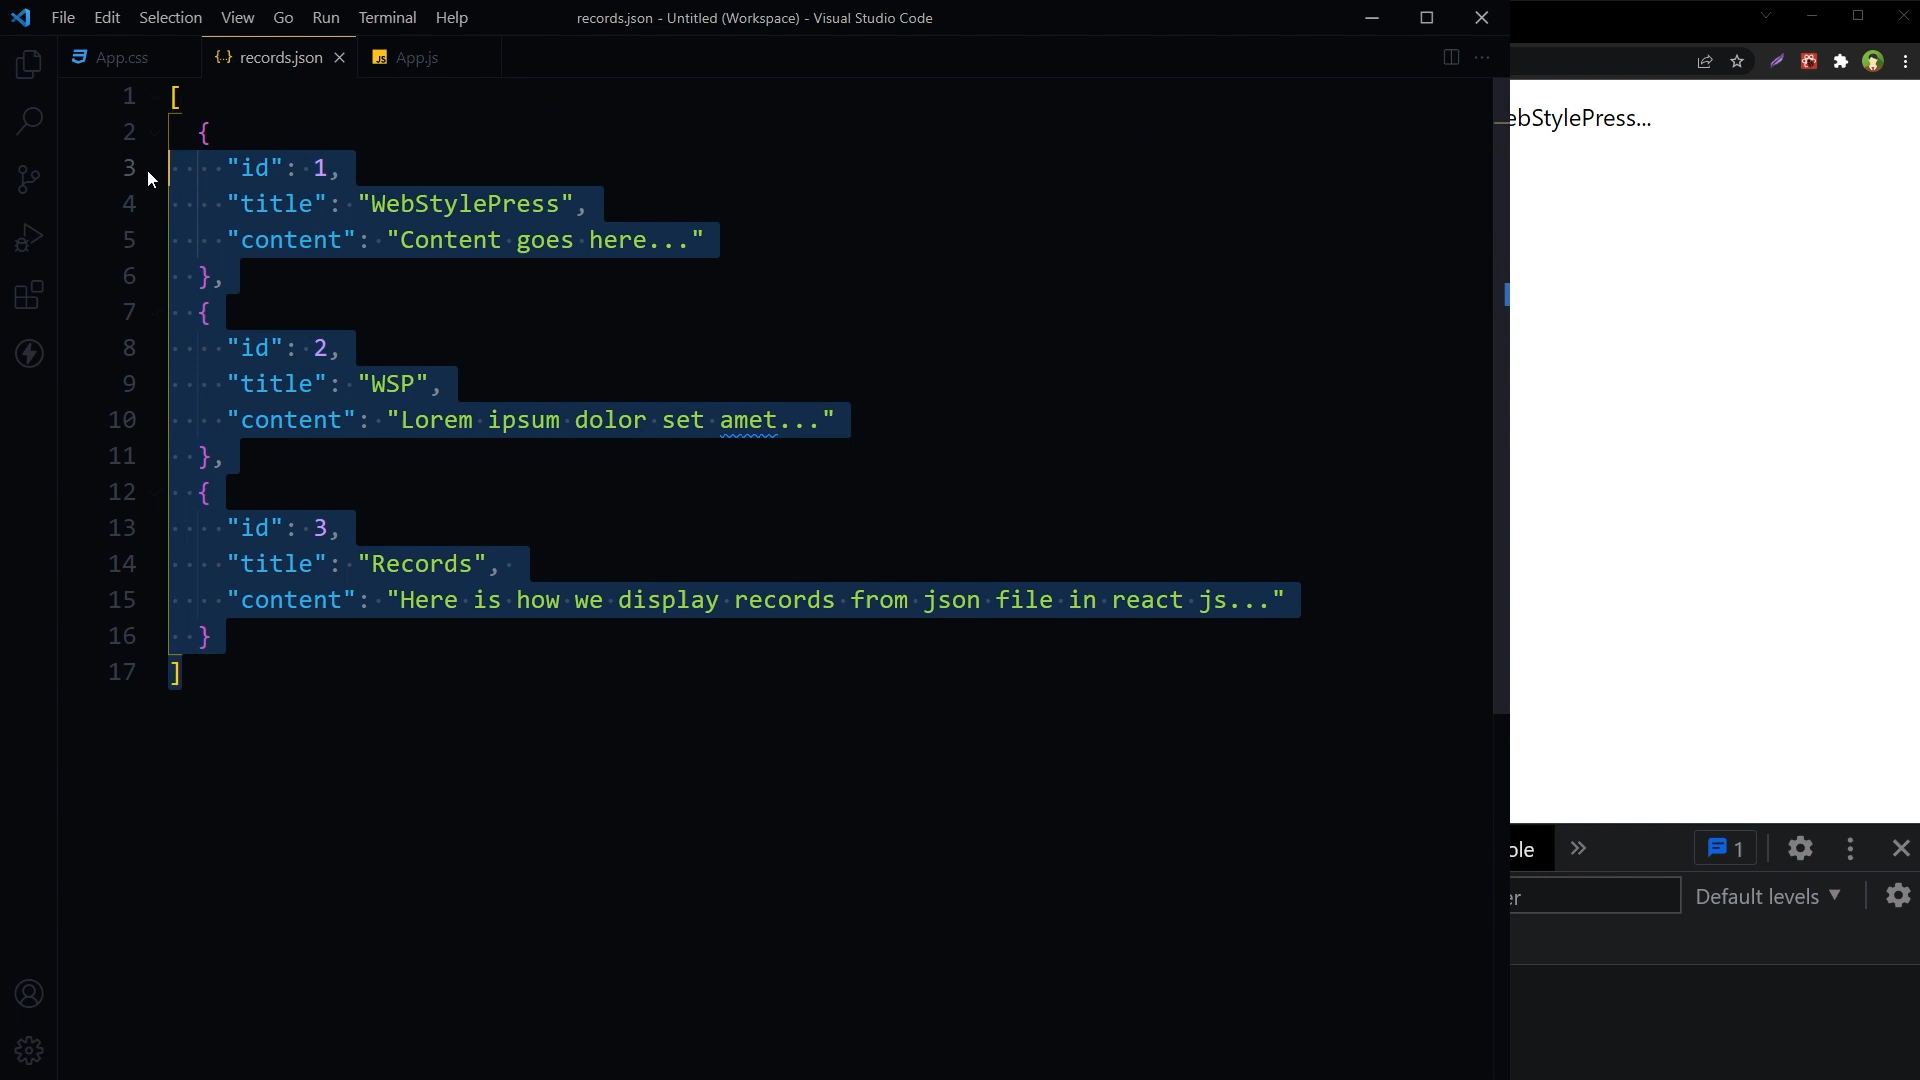 File Edit Selection View Go Run Terminal Help
records.json - Untitled (Workspace) - Visual Studio Code
App.css
{..} records.json
JS App.js
1 [
2 {
3 "id": 1,
4 "title": "WebStylePress",
5 "content": "Content goes here..."
6 },
7 {
8 "id": 2,
9 "title": "WSP",
10 "content": "Lorem ipsum dolor set amet..."
11 },
12 {
13 "id": 3,
14 "title": "Records",
15 "content": "Here is how we display records from json file in react js..."
16 }
17 ]
ebStylePress...
ole
1
er
Default levels